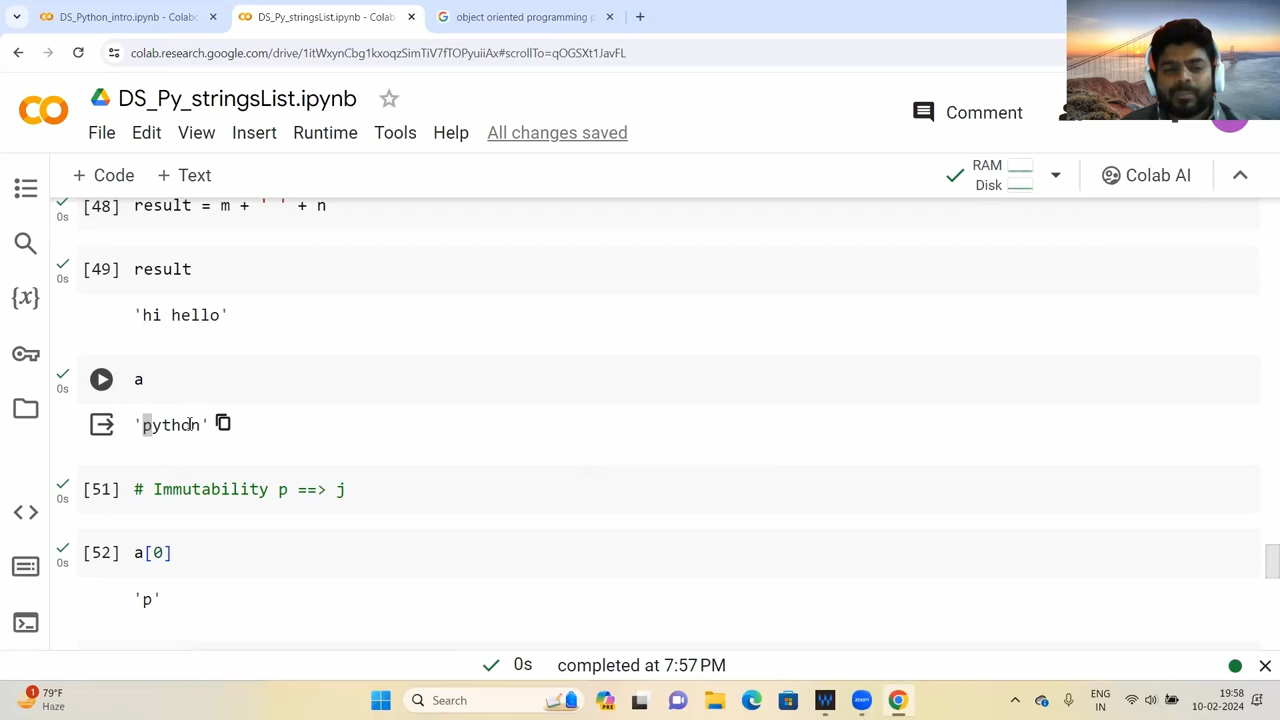 DS_Python_intro.ipynb - Colab
DS_Py_stringsList.ipynb - Colab
object oriented programming p
colab.research.google.com/drive/1itWxynCbg1kxoqzSimTiV7fTOPyuiiAx#scrollTo=qOGSXt1JavFL
DS_Py_stringsList.ipynb
Comment
File Edit View Insert Runtime Tools Help All changes saved
+ Code + Text
RAM
Disk
Colab AI
[48] result = m + ' ' + n
0s
[49] result
0s
'hi hello'
a
0s
'python'
[51] # Immutability p ==> j
0s
[52] a[0]
0s
'p'
0s completed at 7:57 PM
1
79°F
Haze
Search
PRE
ENG
IN
19:58
10-02-2024